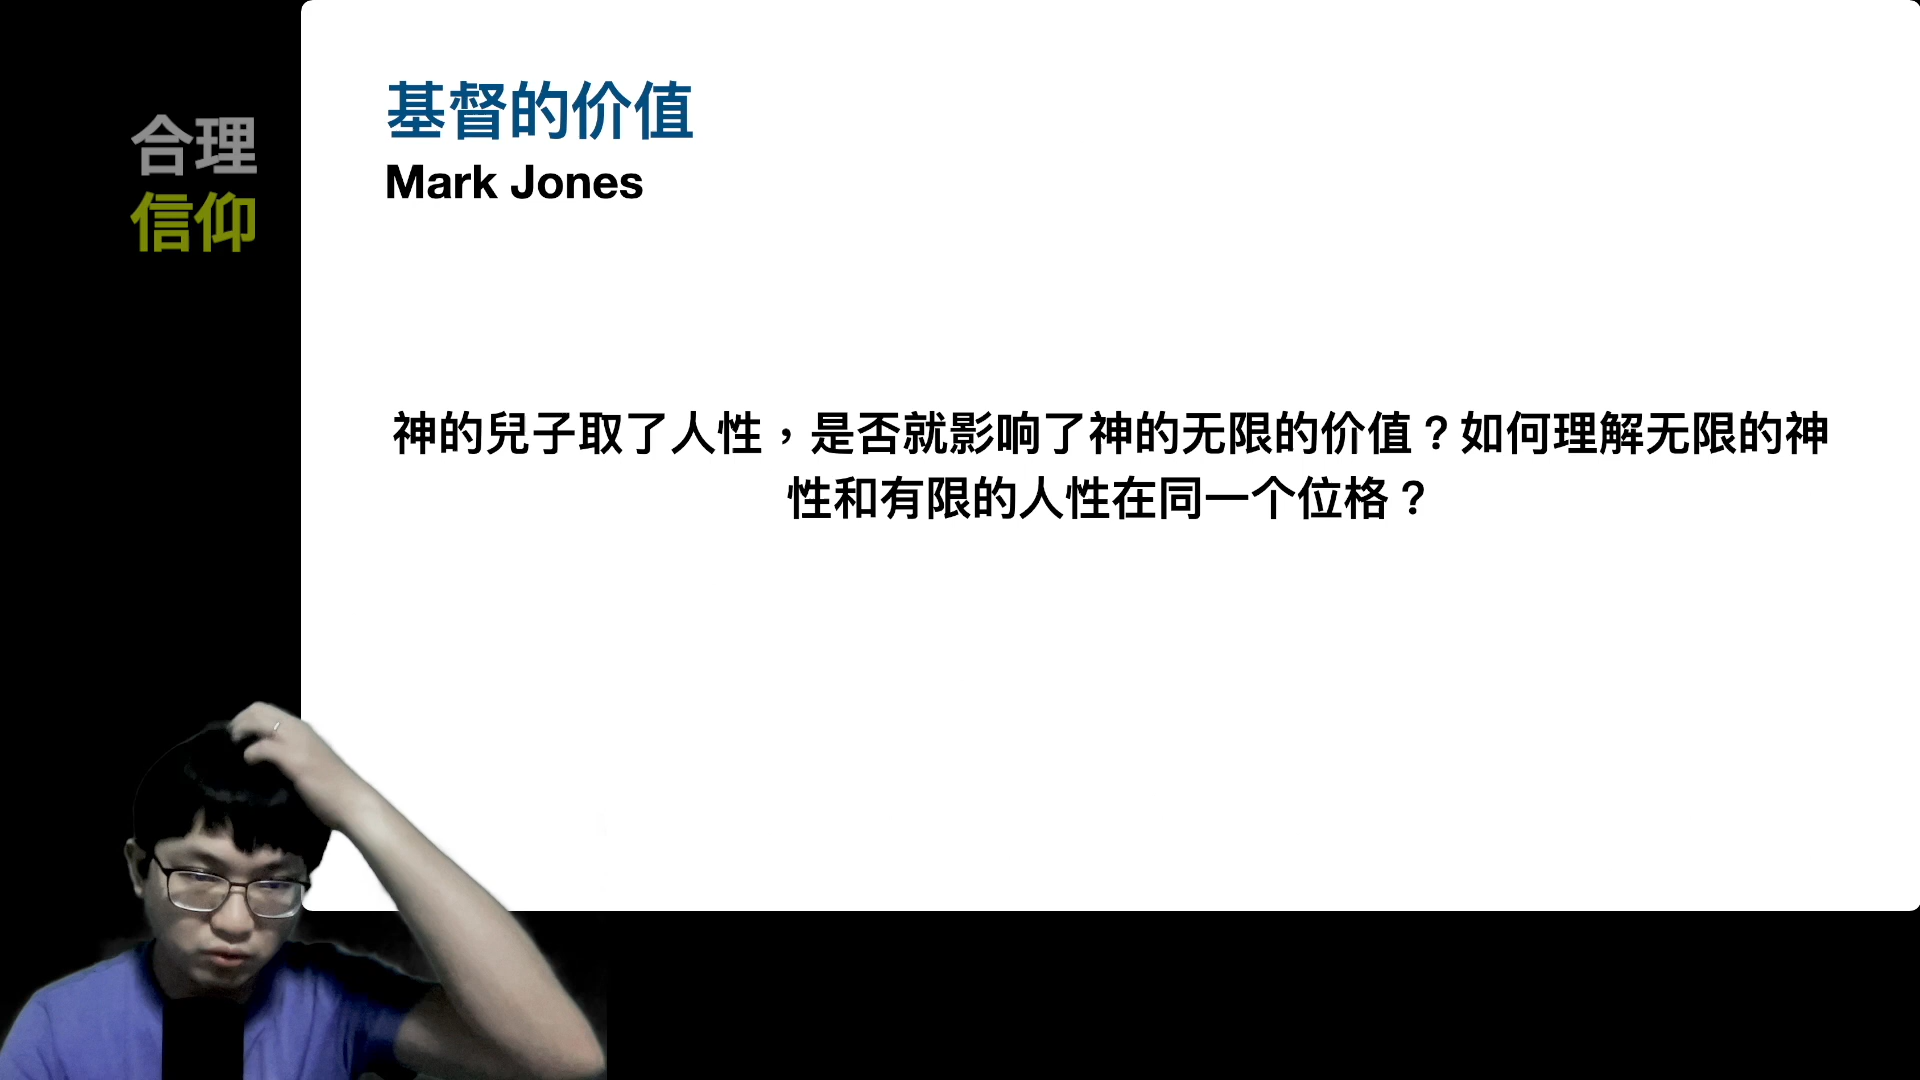 合理
信仰
基督的价值
Mark Jones
神的兒子取了人性，是否就影响了神的无限的价值？如何理解无限的神
性和有限的人性在同一个位格？